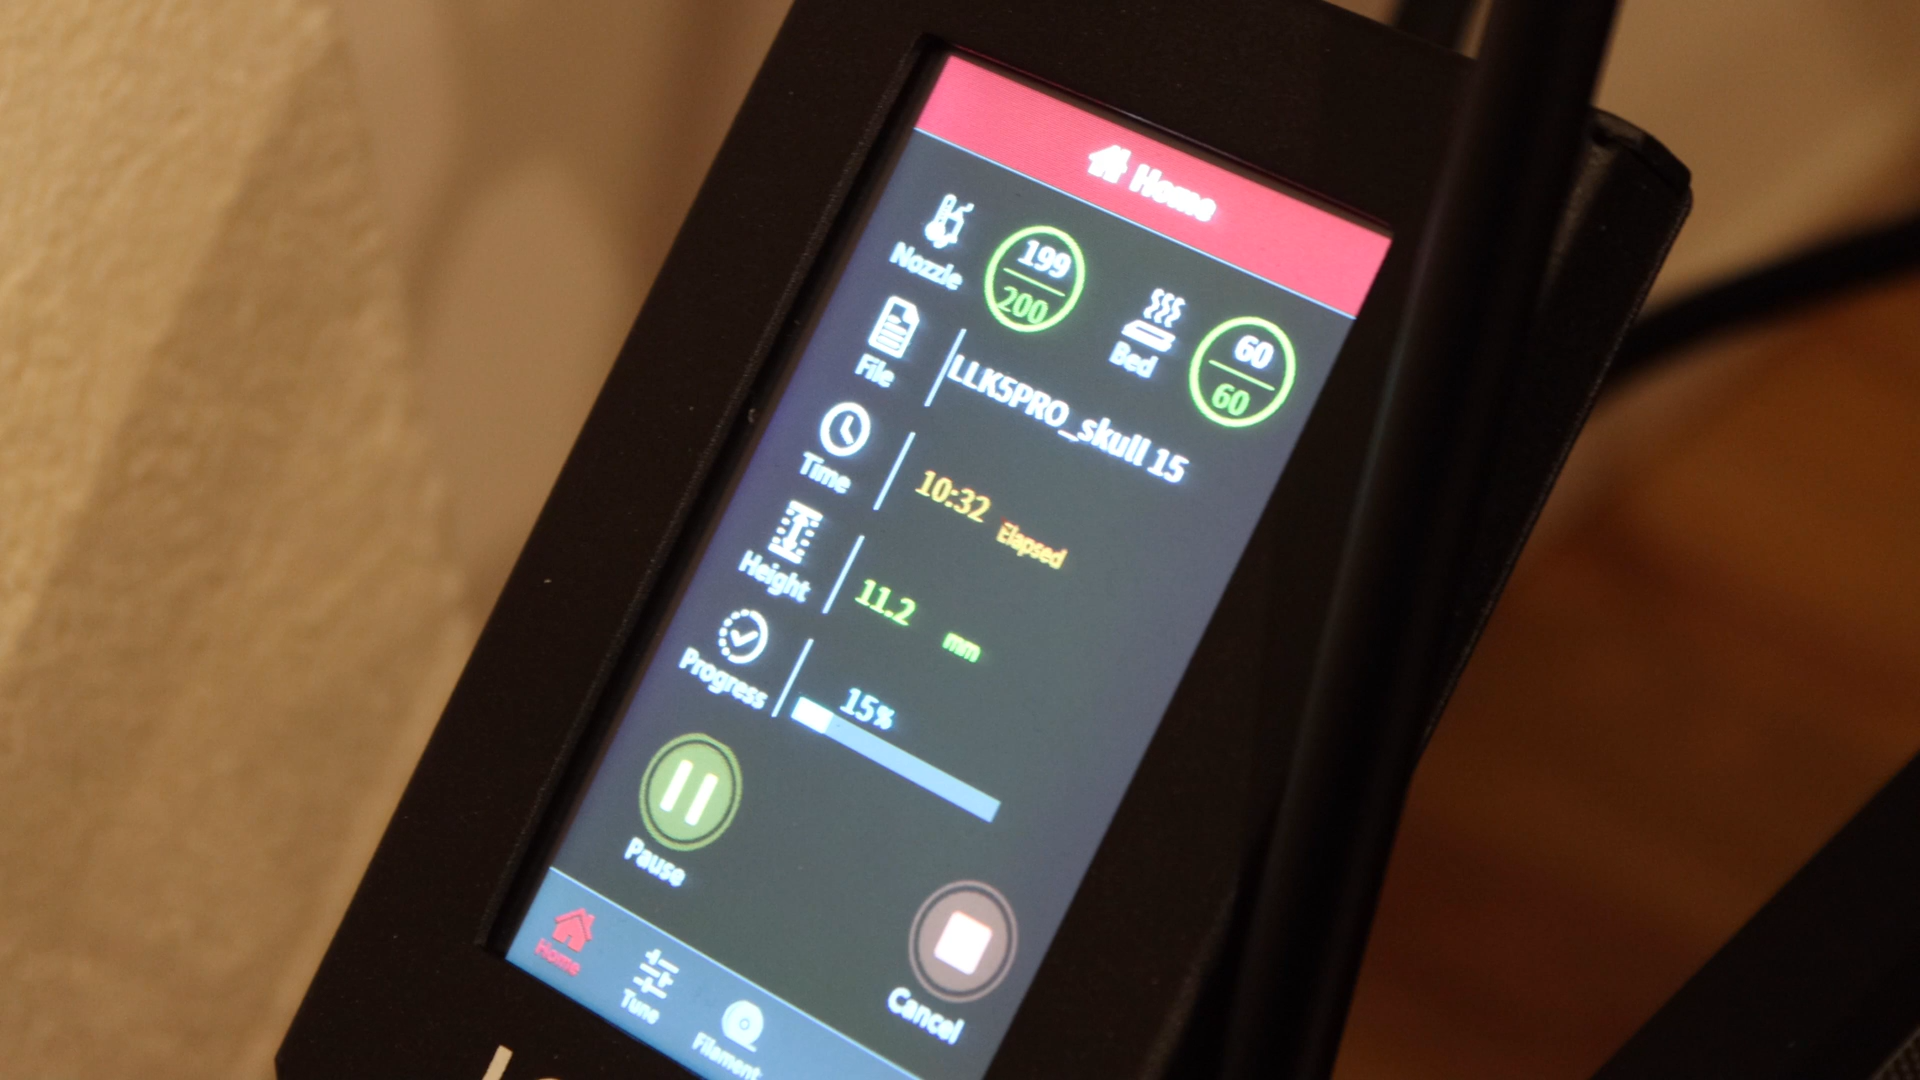 Home
Nozzle 199 200 Bed 60 60
File LLK5PRO_skull 15
Time 10:32 Elapsed
Height 11.2 mm
Progress 15%
Pause
Cancel
Home Tune Filament